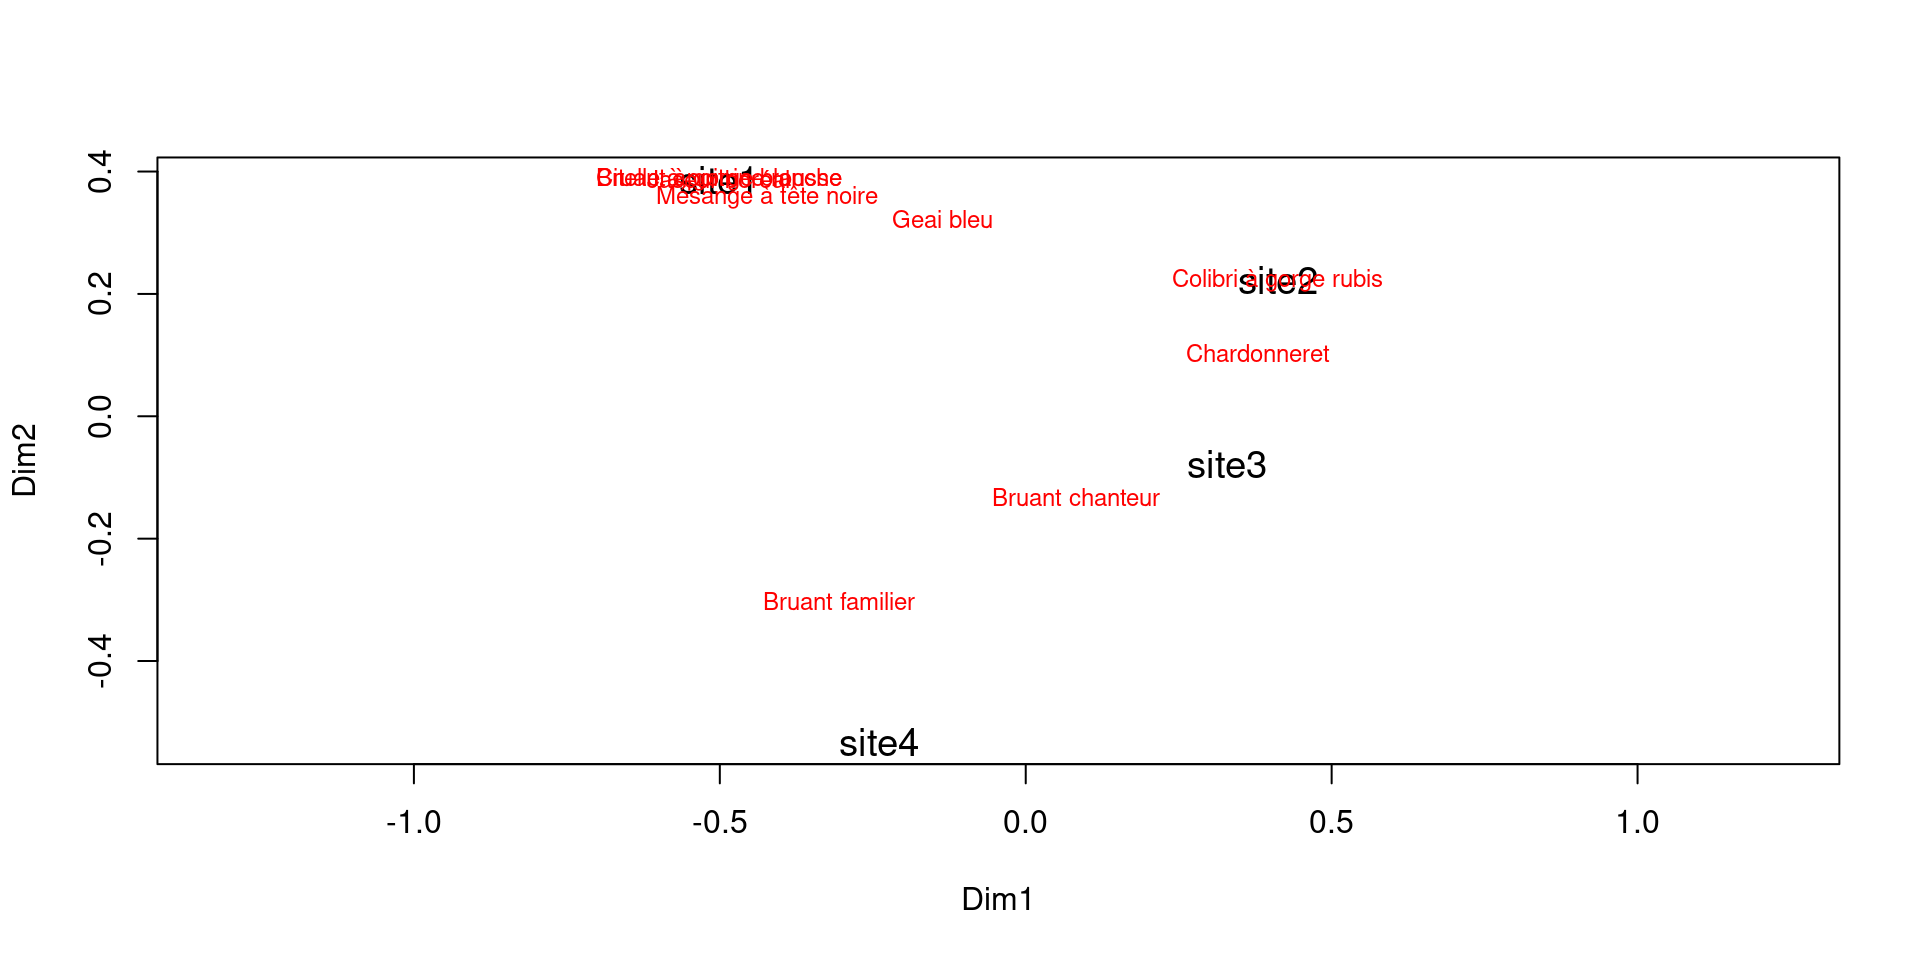 0.4
site1
Mésange à tête noire
Geai bleu
Colibri à gorge rubis
site2
0.2
Chardonneret
0.0
Dim2
site3
Bruant chanteur
-0.2
Bruant familier
-0.4
site4
-1.0 -0.5 0.0 0.5 1.0
Dim1